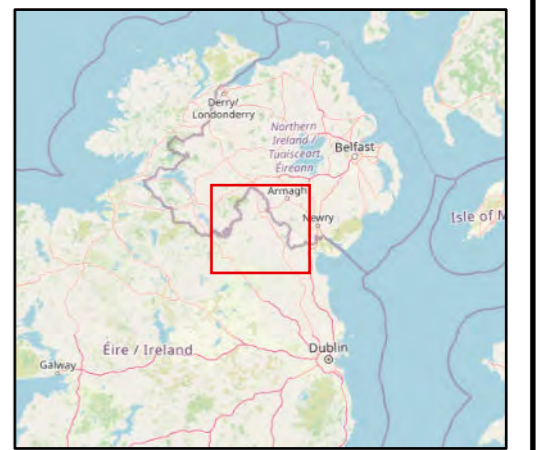 Derry/
Londonderry
Northern
Ireland /
Tuaisceart
Éireann
Belfast
Armagh
Newry
Isle of M
Éire / Ireland
Dublin
Galway